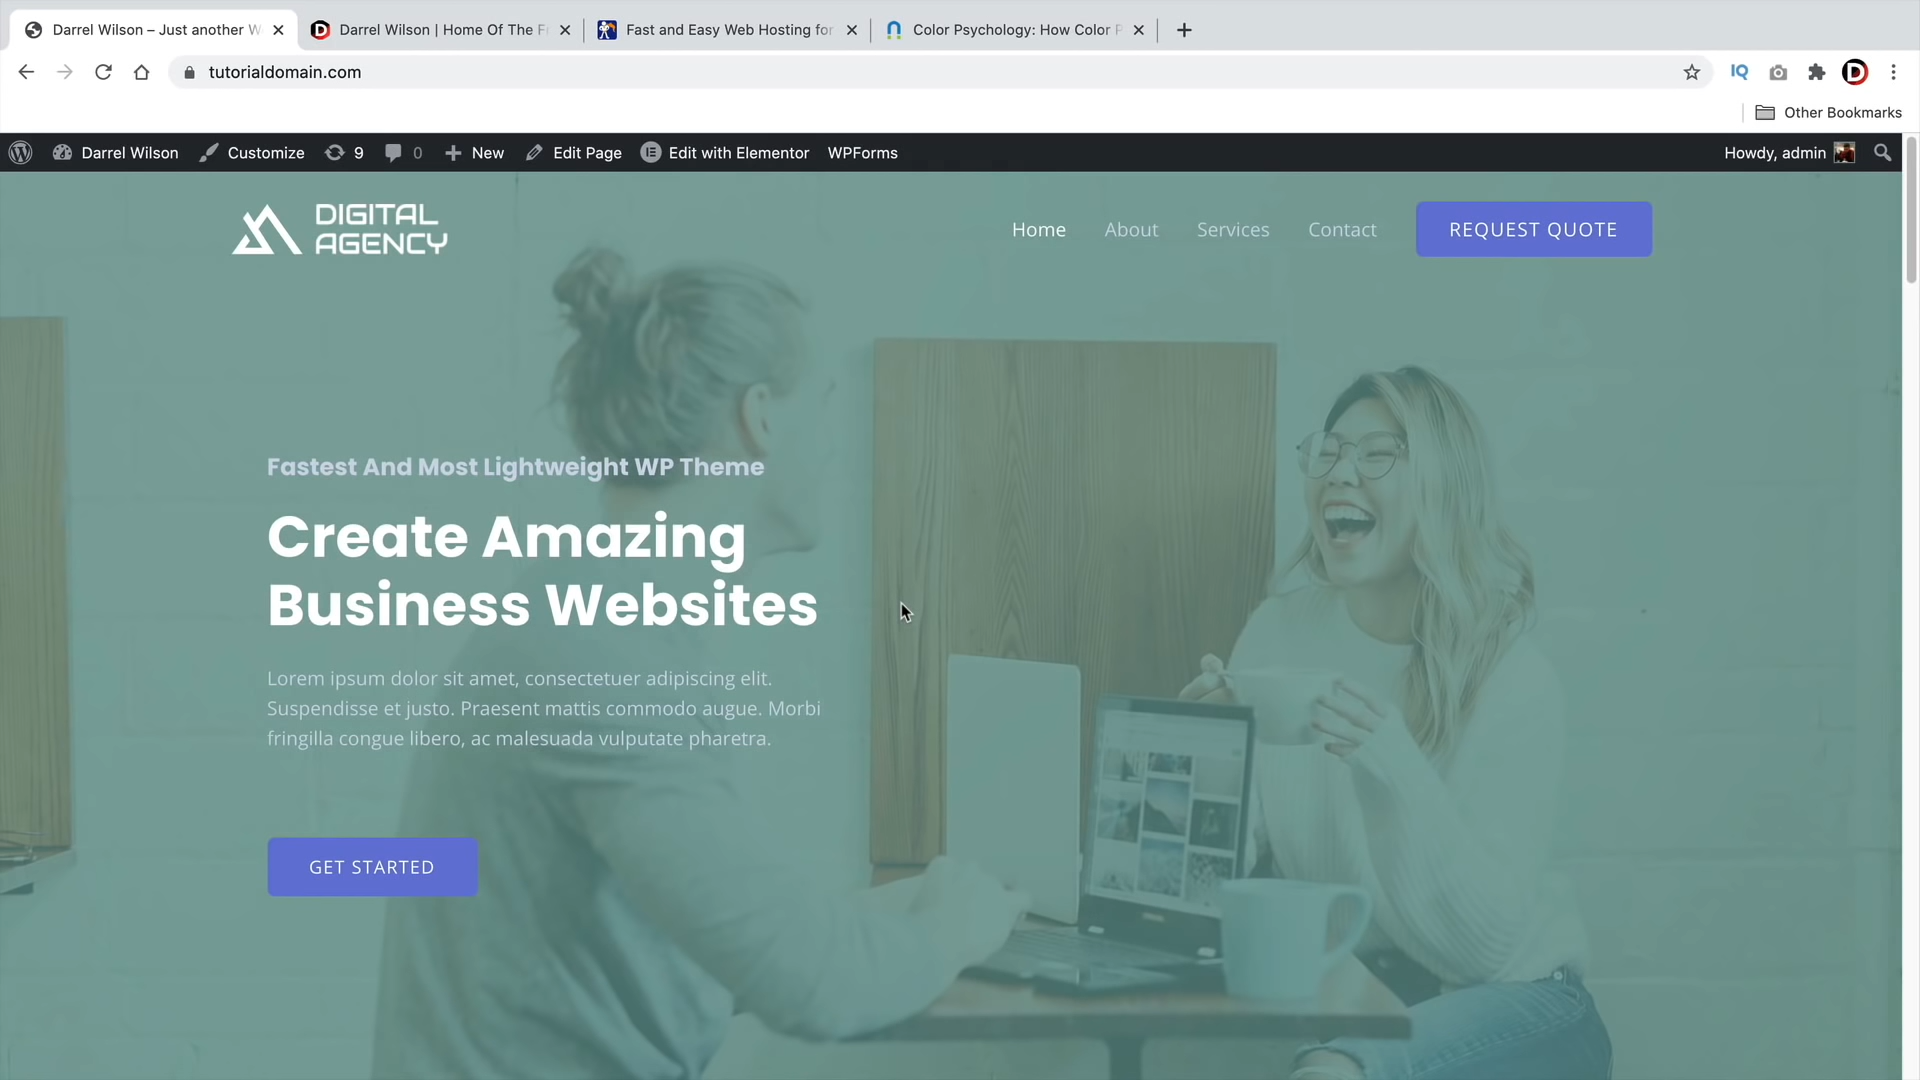 Darrel Wilson – Just another W
Darrel Wilson | Home Of The F
Fast and Easy Web Hosting for
Color Psychology: How Color P
tutorialdomain.com
IQ
D
Other Bookmarks
Darrel Wilson
Customize
9
0
New
Edit Page
Edit with Elementor
WPForms
Howdy, admin
DIGITAL
AGENCY
Home
About
Services
Contact
REQUEST QUOTE
Fastest And Most Lightweight WP Theme
Create Amazing
Business Websites
Lorem ipsum dolor sit amet, consectetuer adipiscing elit.
Suspendisse et justo. Praesent mattis commodo augue. Morbi
fringilla congue libero, ac malesuada vulputate pharetra.
GET STARTED